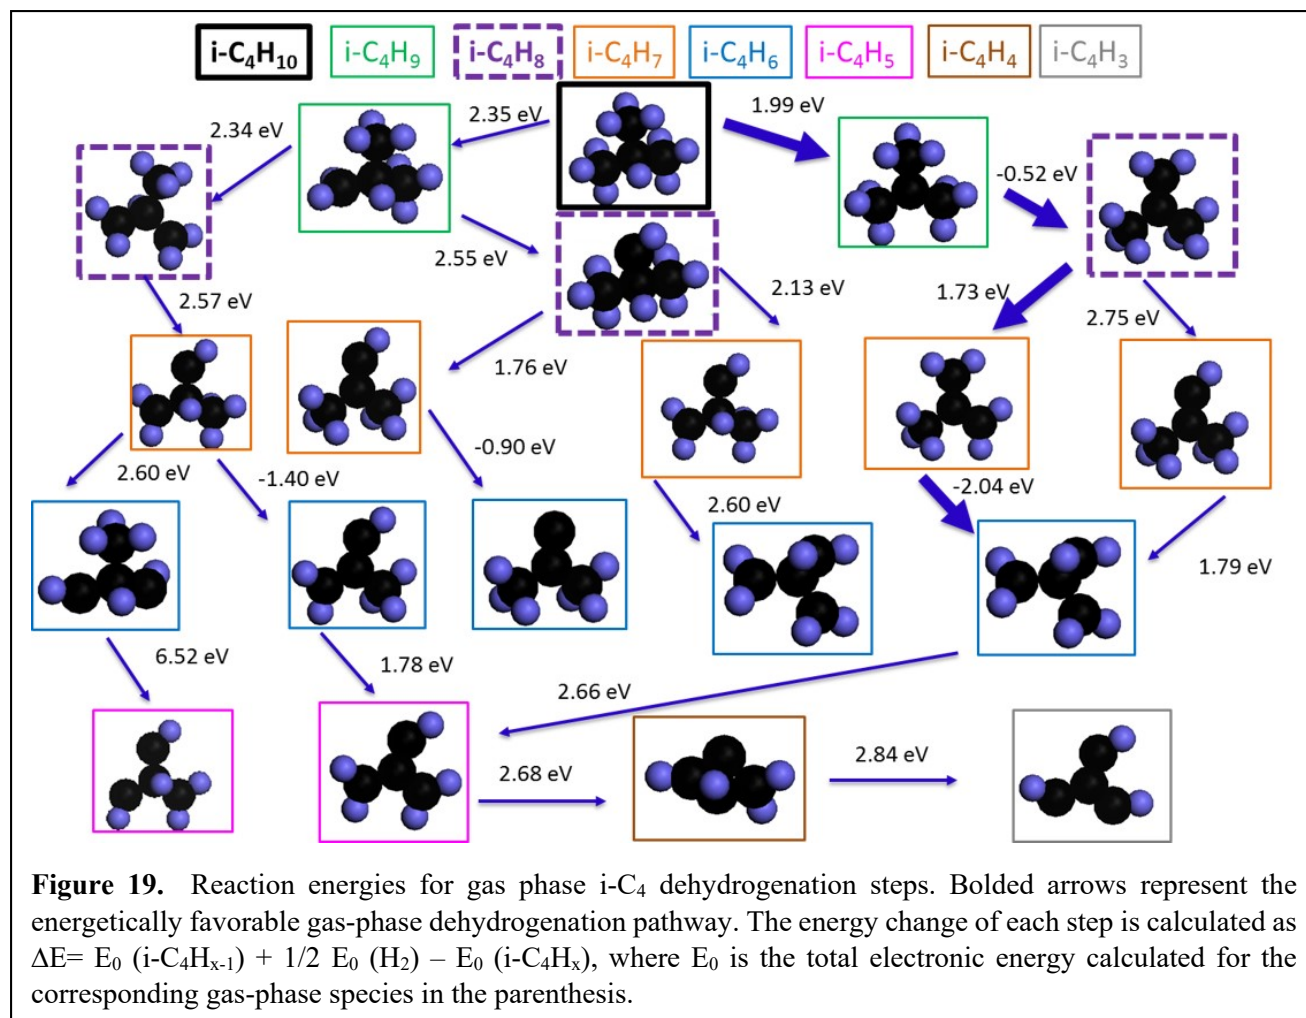 i-C₄H₁₀ i-C₄H₉ i-C₄H₈ i-C₄H₇ i-C₄H₆ i-C₄H₅ i-C₄H₄ i-C₄H₃
2.34 eV 2.35 eV 1.99 eV
-0.52 eV
2.55 eV
2.57 eV 2.13 eV 1.73 eV
2.75 eV
1.76 eV
2.60 eV -1.40 eV -0.90 eV -2.04 eV
2.60 eV
1.79 eV
6.52 eV 1.78 eV
2.66 eV
2.68 eV 2.84 eV
Figure 19. Reaction energies for gas phase i-C₄ dehydrogenation steps. Bolded arrows represent the
energetically favorable gas-phase dehydrogenation pathway. The energy change of each step is calculated as
ΔE= E₀ (i-C₄Hₓ₋₁) + 1/2 E₀ (H₂) – E₀ (i-C₄Hₓ), where E₀ is the total electronic energy calculated for the
corresponding gas-phase species in the parenthesis.